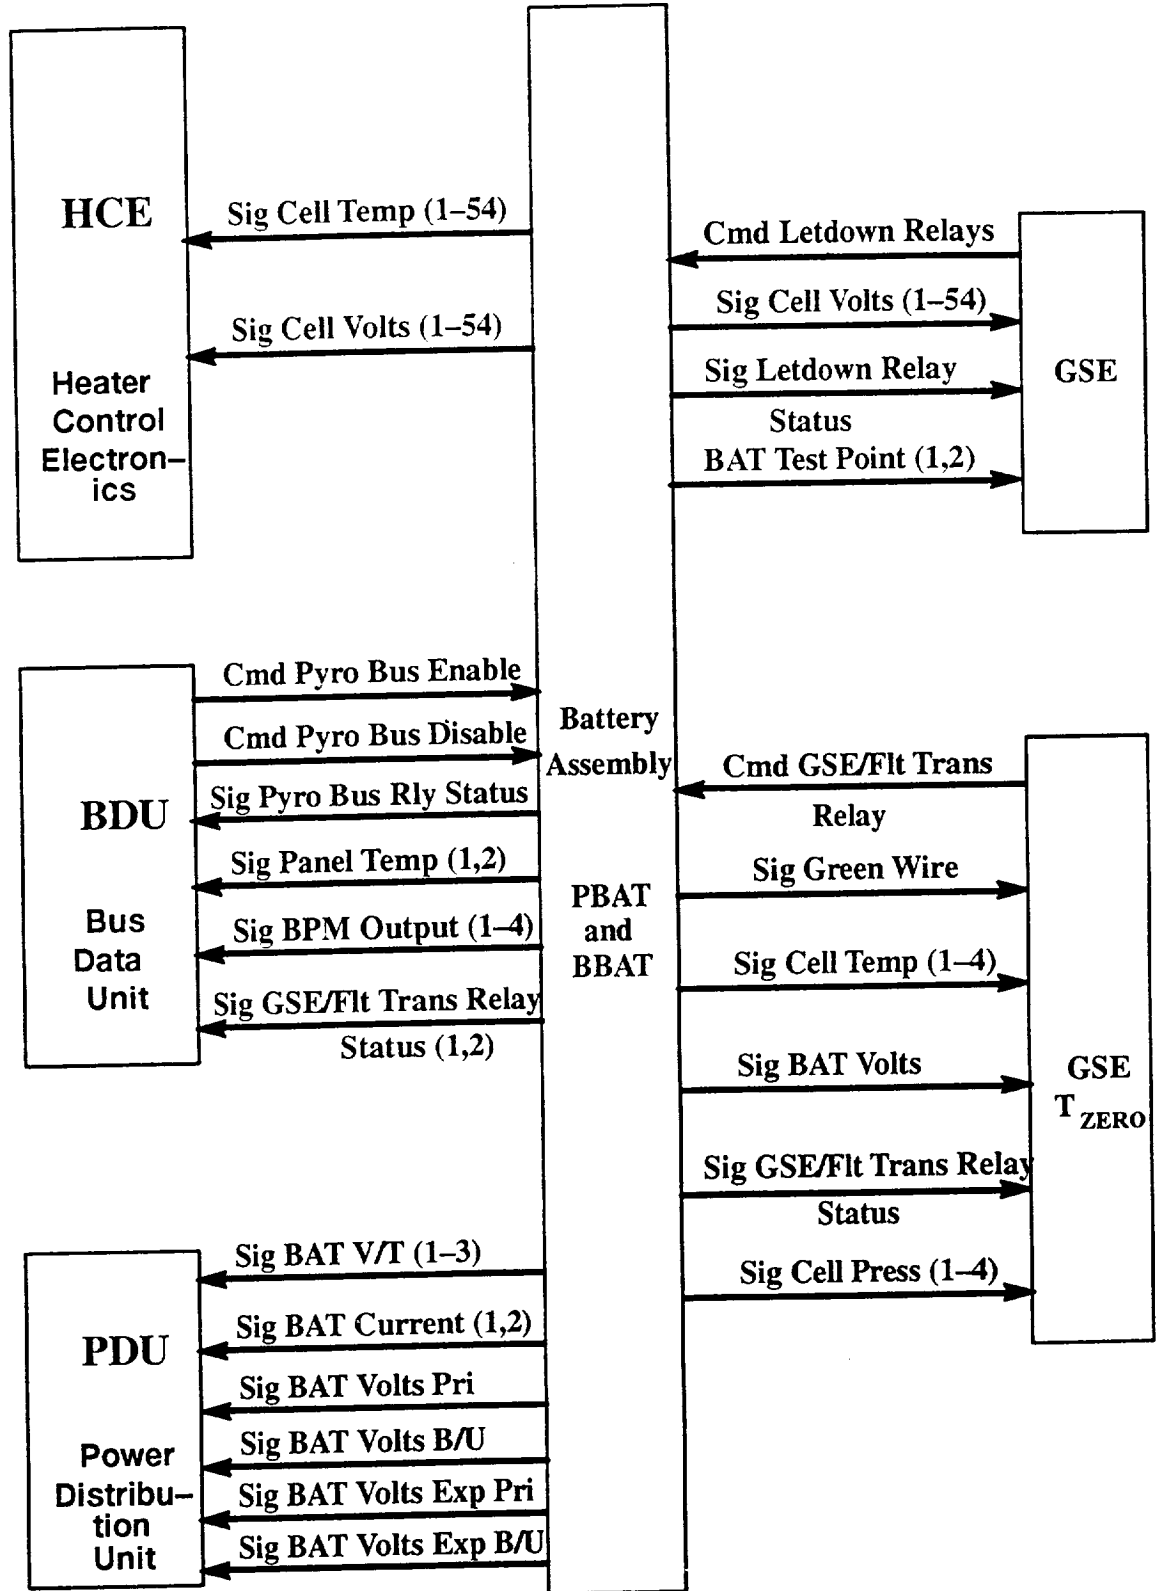 HCE
Heater
Control
Electron–
ics
Sig Cell Temp (1–54)
Sig Cell Volts (1–54)
Cmd Letdown Relays
Sig Cell Volts (1–54)
Sig Letdown Relay
Status
BAT Test Point (1,2)
GSE
BDU
Bus
Data
Unit
Cmd Pyro Bus Enable
Cmd Pyro Bus Disable
Sig Pyro Bus Rly Status
Sig Panel Temp (1,2)
Sig BPM Output (1–4)
Sig GSE/Flt Trans Relay
Status (1,2)
Battery
Assembly
PBAT
and
BBAT
Cmd GSE/Flt Trans
Relay
Sig Green Wire
Sig Cell Temp (1–4)
Sig BAT Volts
Sig GSE/Flt Trans Relay
Status
Sig Cell Press (1–4)
GSE
T ZERO
PDU
Power
Distribu–
tion
Unit
Sig BAT V/T (1–3)
Sig BAT Current (1,2)
Sig BAT Volts Pri
Sig BAT Volts B/U
Sig BAT Volts Exp Pri
Sig BAT Volts Exp B/U